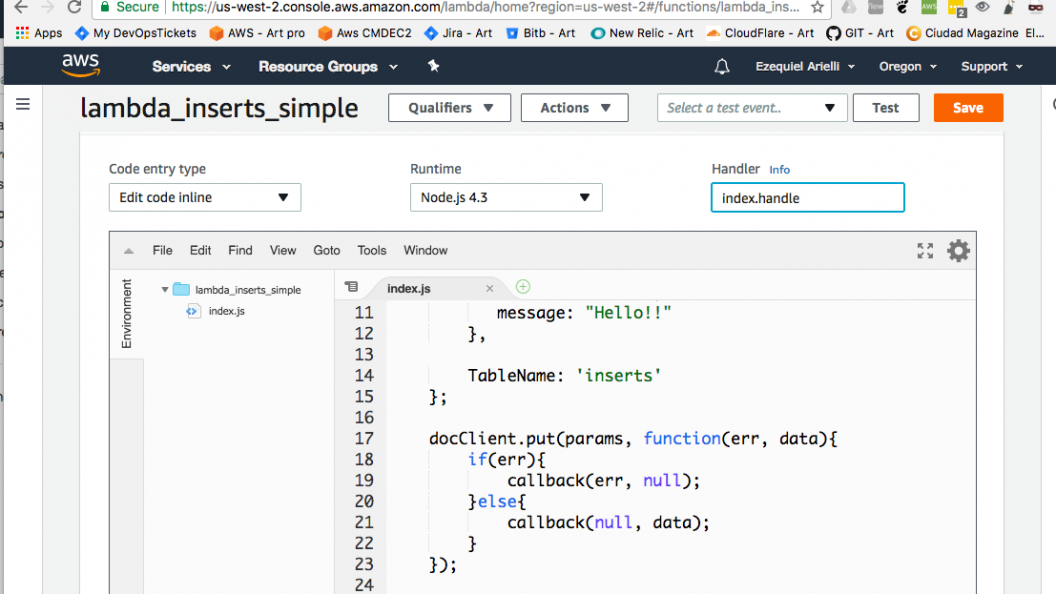 Secure https://us-west-2.console.aws.amazon.com/lambda/home?region=us-west-2#/functions/lambda_ins...
Apps My DevOpsTickets AWS - Art pro Aws CMDEC2 Jira - Art Bitb - Art New Relic - Art CloudFlare - Art GIT - Art Ciudad Magazine El...
aws Services Resource Groups Ezequiel Arielli Oregon Support
lambda_inserts_simple Qualifiers Actions Select a test event.. Test Save
Code entry type Runtime Handler Info
Edit code inline Node.js 4.3 index.handle
File Edit Find View Goto Tools Window
Environment
lambda_inserts_simple
index.js
index.js
11 message: "Hello!!"
12 },
13
14 TableName: 'inserts'
15 };
16
17 docClient.put(params, function(err, data){
18 if(err){
19 callback(err, null);
20 }else{
21 callback(null, data);
22 }
23 });
24